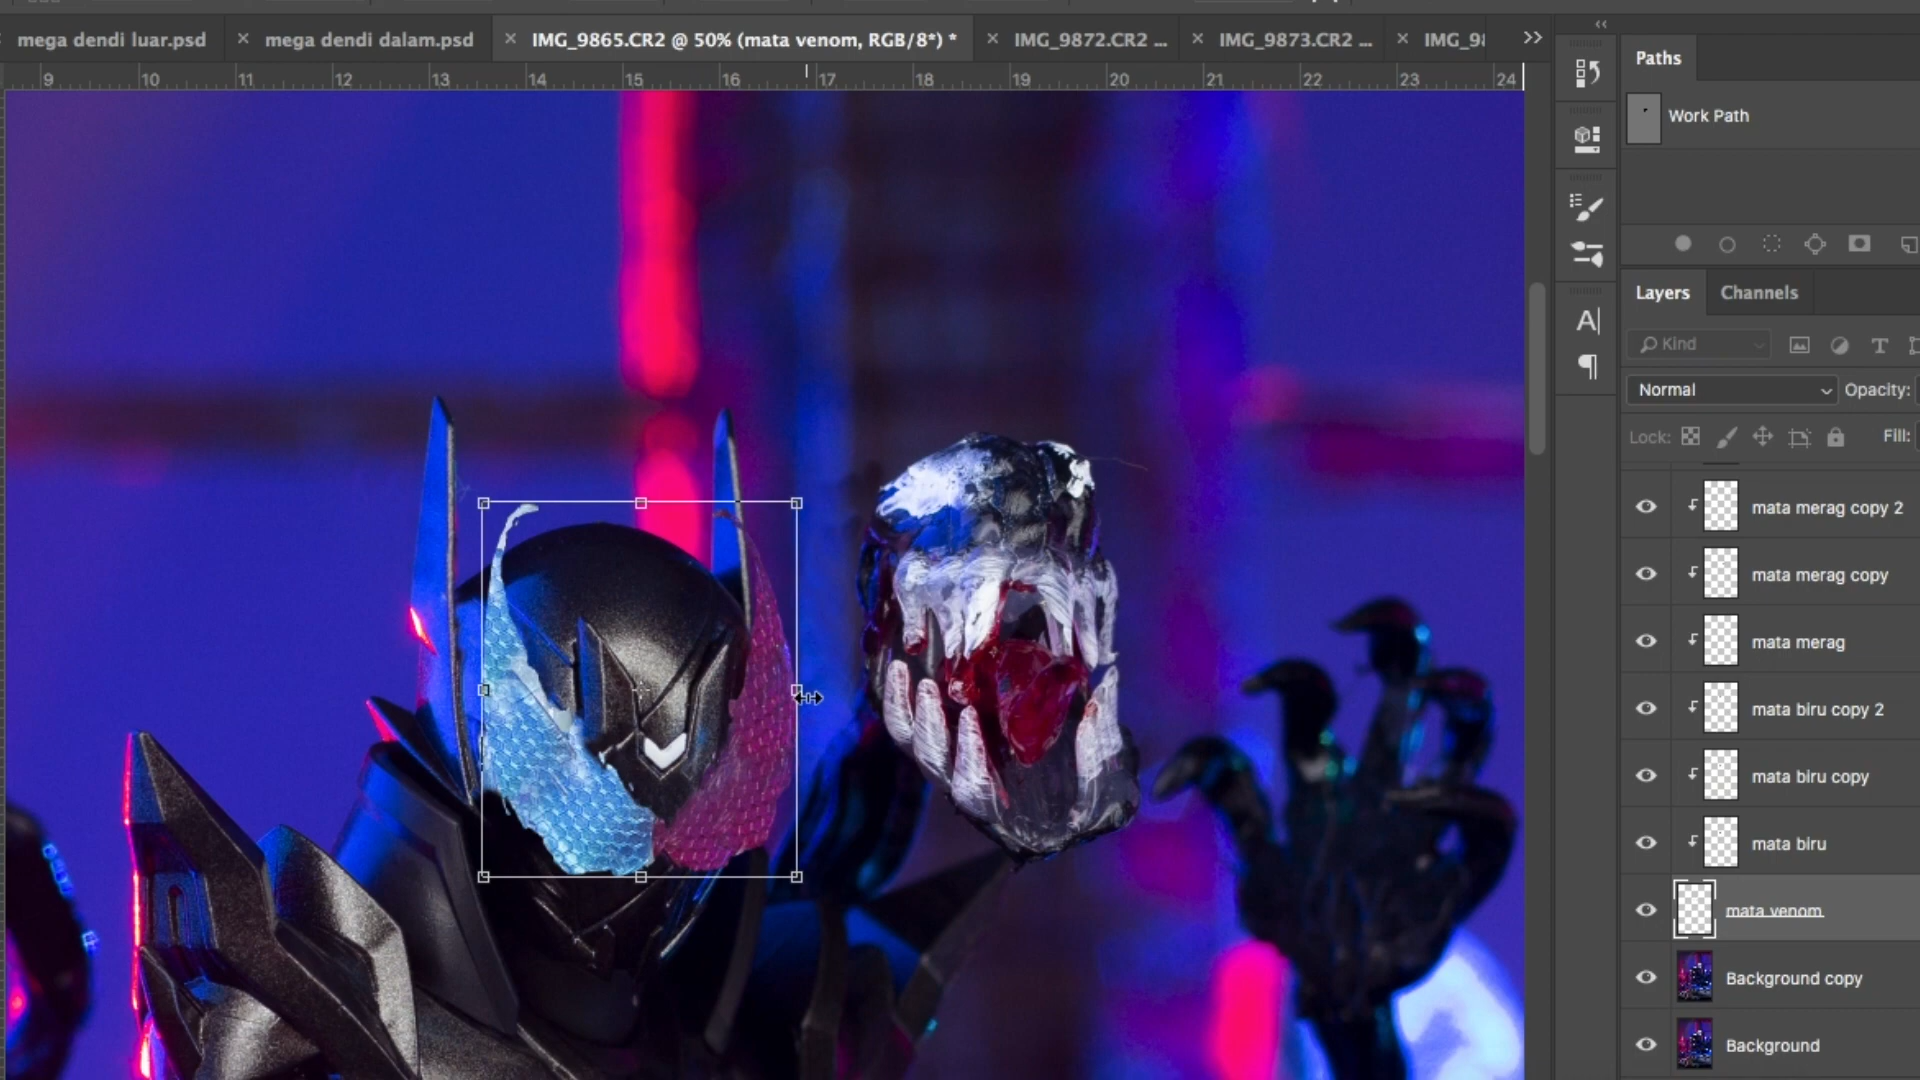 mega dendi luar.psd
mega dendi dalam.psd
IMG_9865.CR2 @ 50% (mata venom, RGB/8*) *
IMG_9872.CR2 ...
IMG_9873.CR2 ...
9 10 11 12 13 14 15 16 17 18 19 20 21 22 23 24
Paths
Work Path
Layers
Channels
Kind
Normal
Opacity:
Lock:
Fill:
mata merag copy 2
mata merag copy
mata merag
mata biru copy 2
mata biru copy
mata biru
mata venom
Background copy
Background